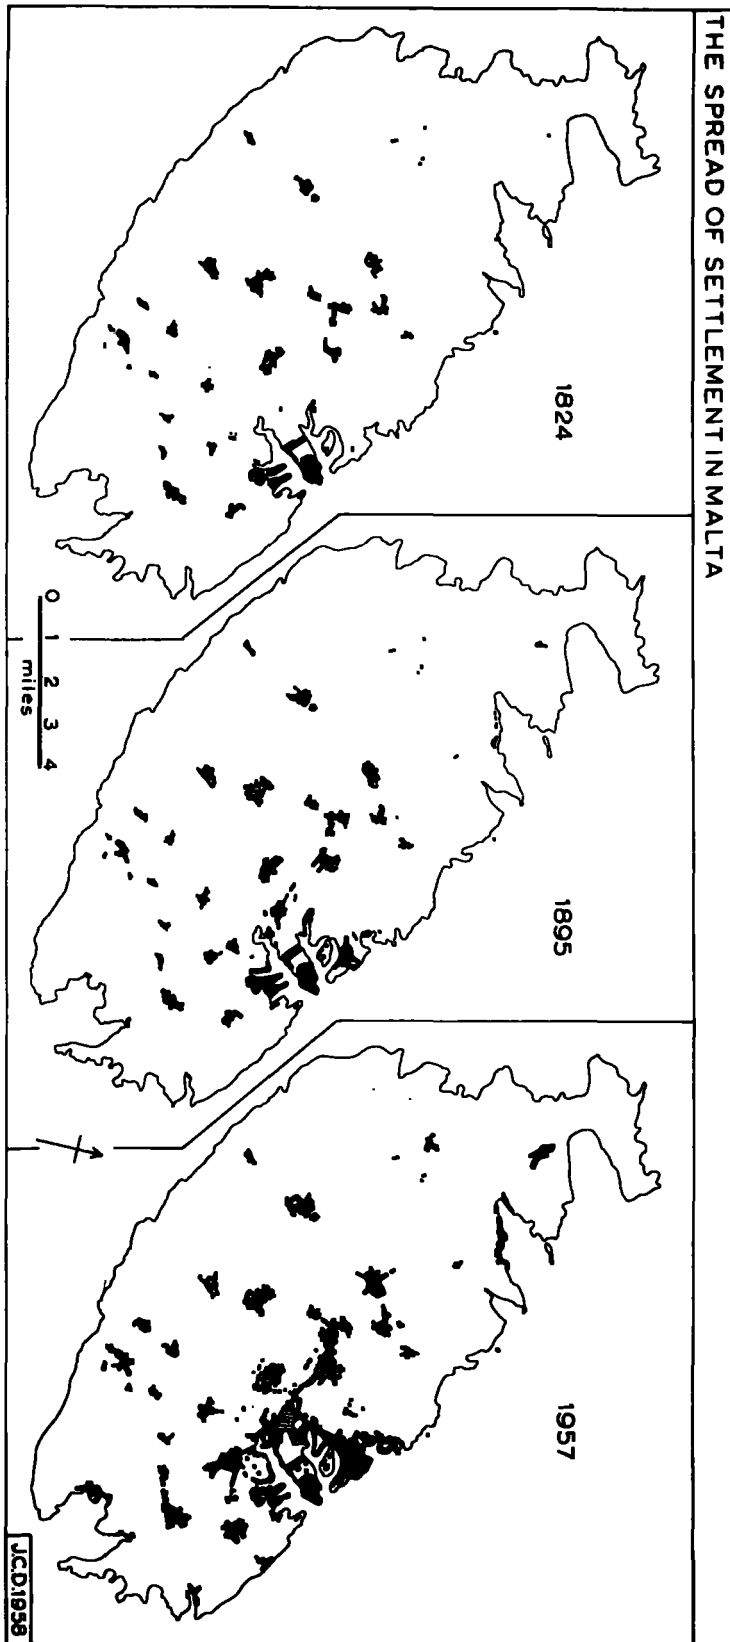 THE SPREAD OF SETTLEMENT IN MALTA
1824
1895
1957
0 1 2 3 4
miles
J.C.D.1958